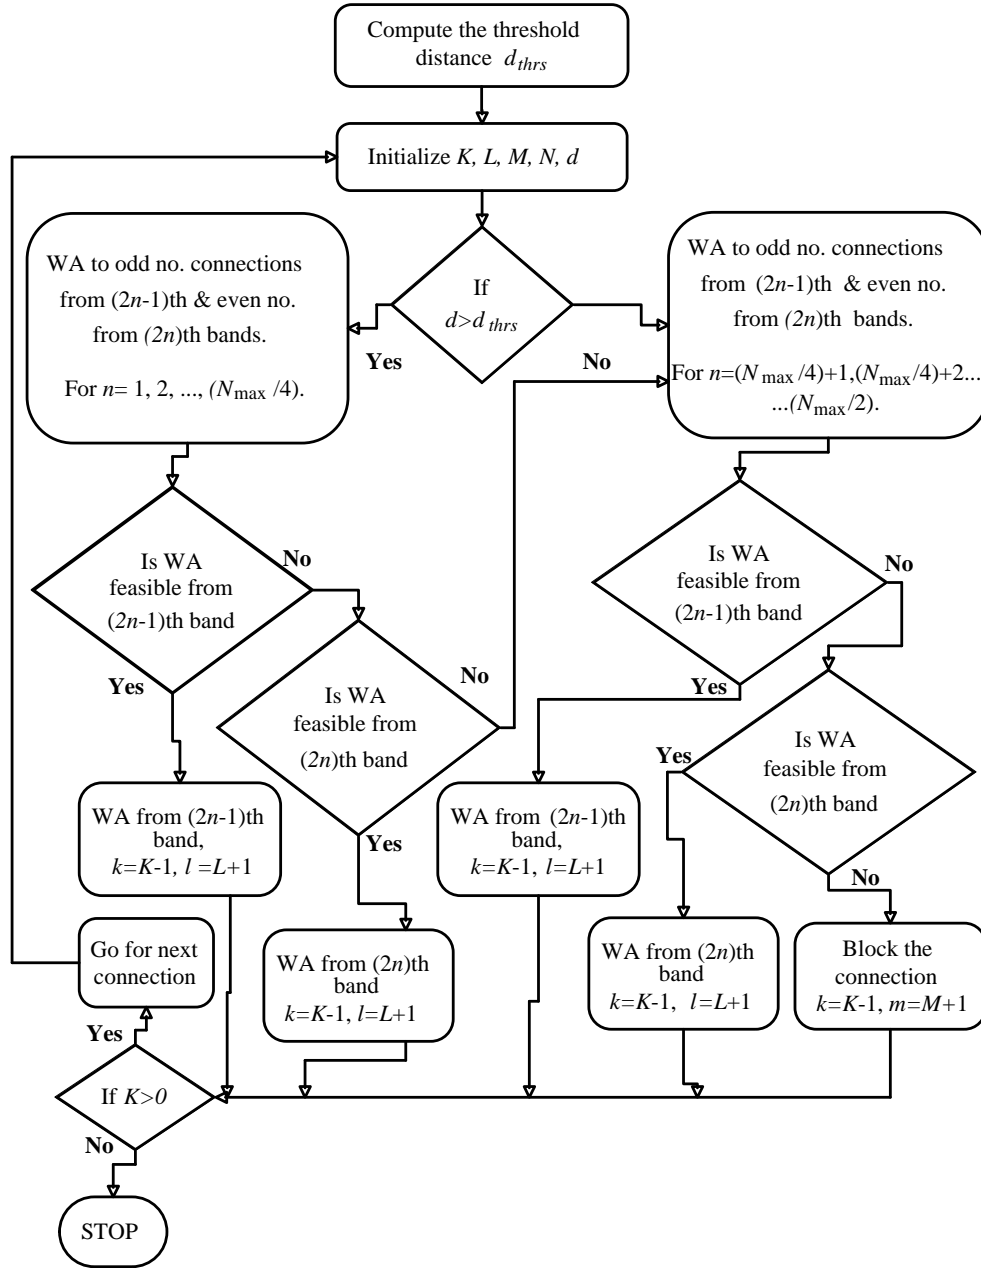 Compute the threshold
distance d_thrs
Initialize K, L, M, N, d
If
d>d_thrs
Yes
No
WA to odd no. connections
from (2n-1)th & even no.
from (2n)th bands.
For n= 1, 2, ..., (N_max /4).
WA to odd no. connections
from (2n-1)th & even no.
from (2n)th bands.
For n=(N_max /4)+1,(N_max/4)+2...
...(N_max/2).
Is WA
feasible from
(2n-1)th band
No
Yes
Is WA
feasible from
(2n)th band
No
Yes
Is WA
feasible from
(2n-1)th band
No
Yes
Is WA
feasible from
(2n)th band
Yes
No
WA from (2n-1)th
band,
k=K-1, l =L+1
WA from (2n)th
band
k=K-1, l=L+1
WA from (2n-1)th
band,
k=K-1, l=L+1
WA from (2n)th
band
k=K-1, l=L+1
Block the
connection
k=K-1, m=M+1
Go for next
connection
Yes
If K>0
No
STOP